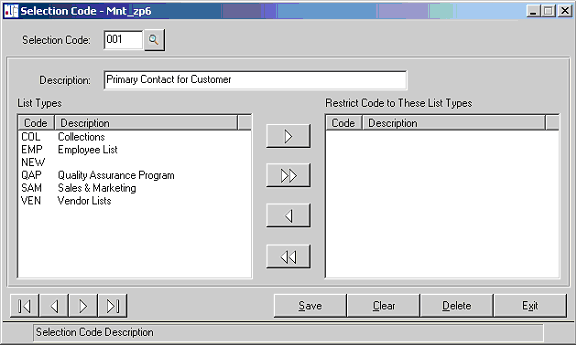 Selection Code - Mnt_zp6
Selection Code: 001
Description: Primary Contact for Customer
List Types
Code Description
COL Collections
EMP Employee List
NEW
QAP Quality Assurance Program
SAM Sales & Marketing
VEN Vendor Lists
Restrict Code to These List Types
Code Description
Save Clear Delete Exit
Selection Code Description